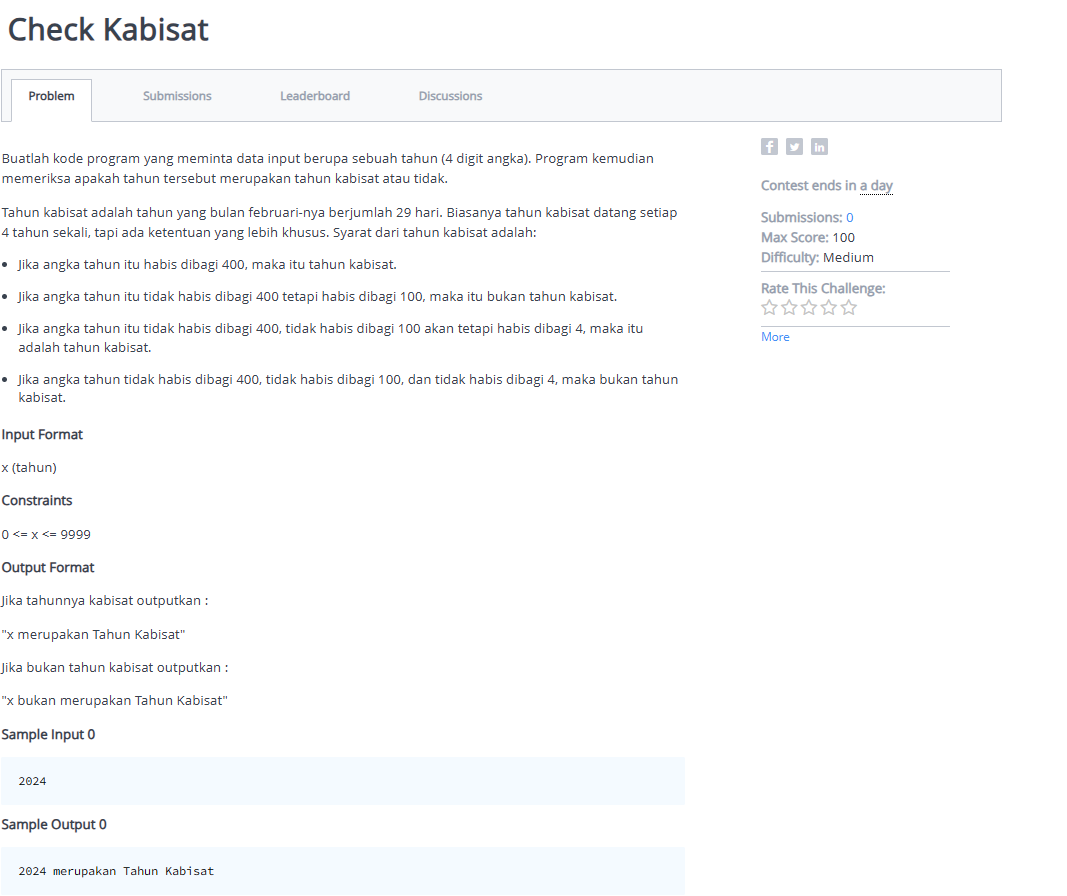 Check Kabisat
Problem
Submissions
Leaderboard
Discussions
Buatlah kode program yang meminta data input berupa sebuah tahun (4 digit angka). Program kemudian
memeriksa apakah tahun tersebut merupakan tahun kabisat atau tidak.
Tahun kabisat adalah tahun yang bulan februari-nya berjumlah 29 hari. Biasanya tahun kabisat datang setiap
4 tahun sekali, tapi ada ketentuan yang lebih khusus. Syarat dari tahun kabisat adalah:
• Jika angka tahun itu habis dibagi 400, maka itu tahun kabisat.
• Jika angka tahun itu tidak habis dibagi 400 tetapi habis dibagi 100, maka itu bukan tahun kabisat.
• Jika angka tahun itu tidak habis dibagi 400, tidak habis dibagi 100 akan tetapi habis dibagi 4, maka itu
adalah tahun kabisat.
• Jika angka tahun tidak habis dibagi 400, tidak habis dibagi 100, dan tidak habis dibagi 4, maka bukan tahun
kabisat.
Input Format
x (tahun)
Constraints
0 <= x <= 9999
Output Format
Jika tahunnya kabisat outputkan :
"x merupakan Tahun Kabisat"
Jika bukan tahun kabisat outputkan :
"x bukan merupakan Tahun Kabisat"
Sample Input 0
2024
Sample Output 0
2024 merupakan Tahun Kabisat
Contest ends in a day
Submissions: 0
Max Score: 100
Difficulty: Medium
Rate This Challenge:
More